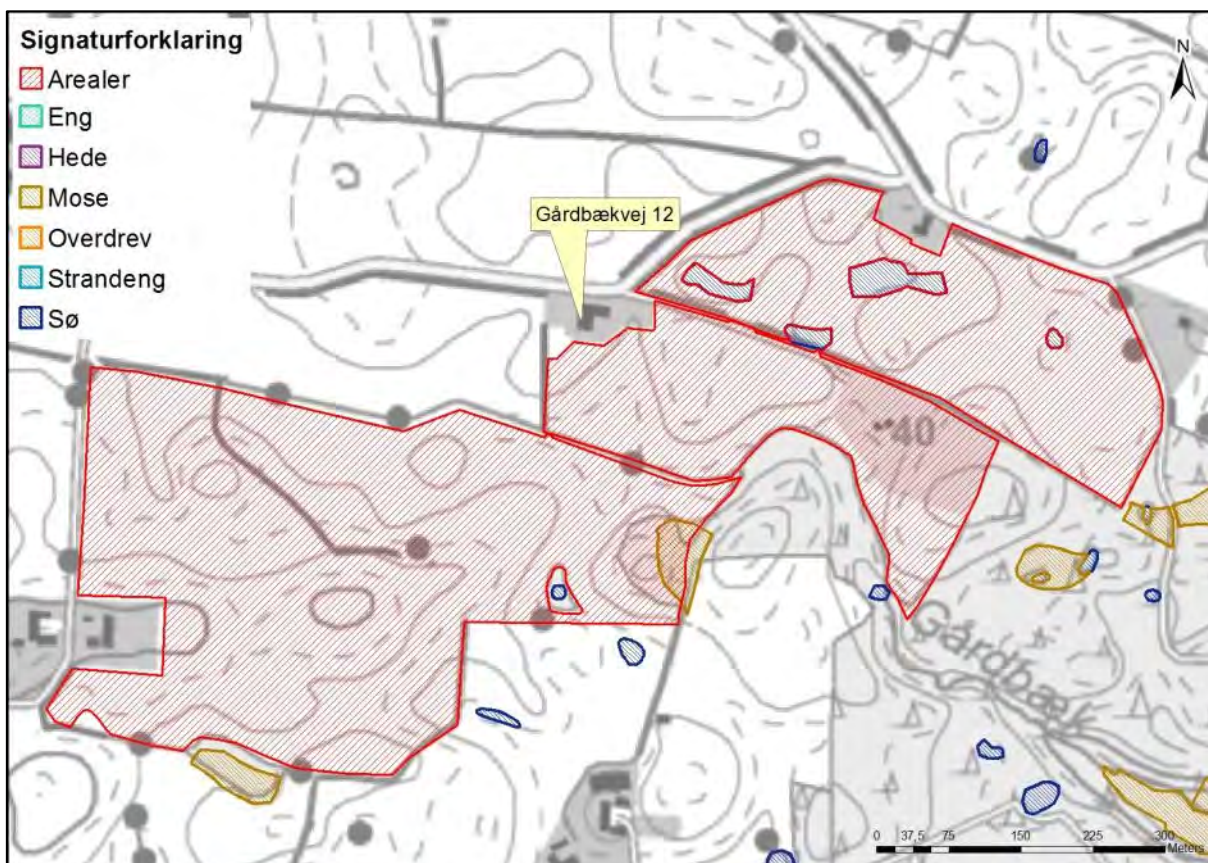 Signaturforklaring
Arealer
Eng
Hede
Mose
Overdrev
Strandeng
Sø
N
Gårdbækvej 12
40
Gårdbæk
0 37,5 75 150 225 300
Meters